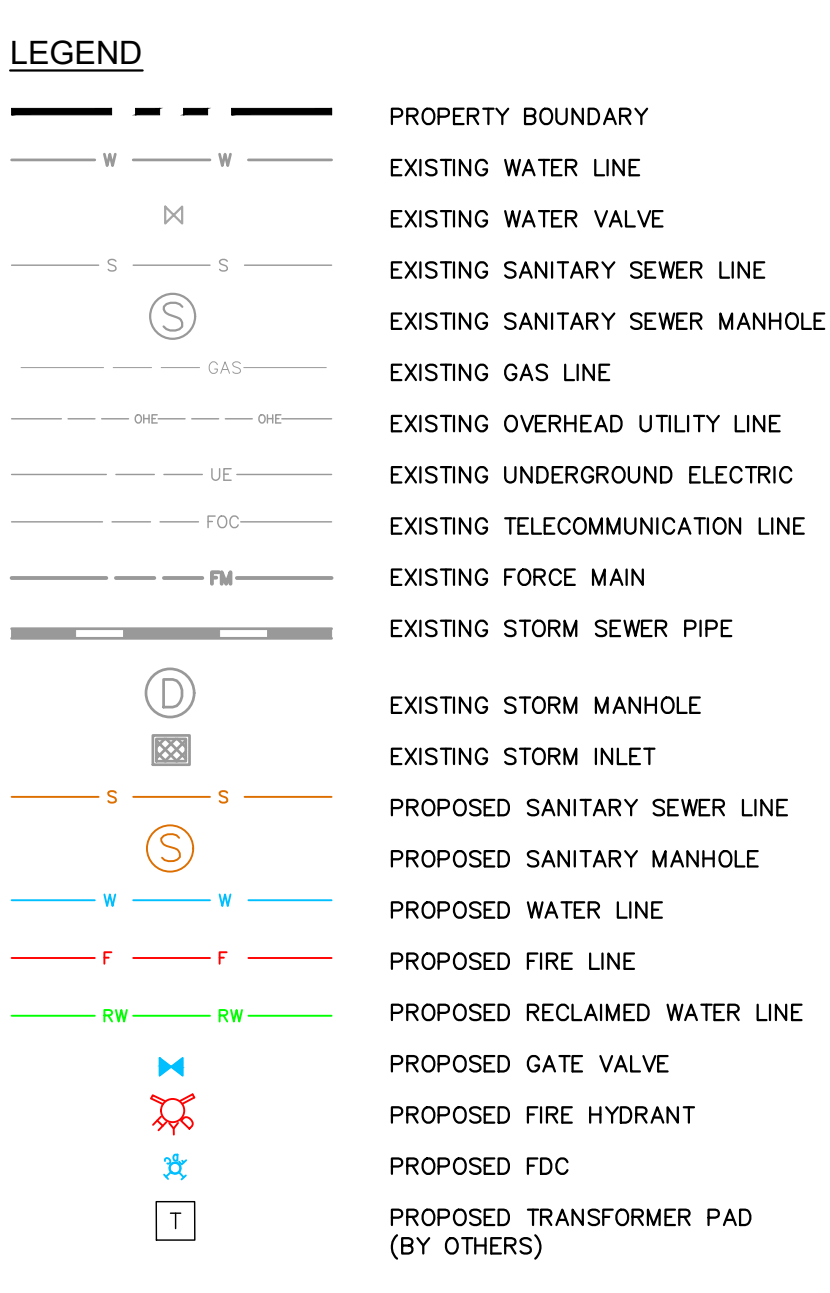 LEGEND
PROPERTY BOUNDARY
W W EXISTING WATER LINE
EXISTING WATER VALVE
S S EXISTING SANITARY SEWER LINE
S EXISTING SANITARY SEWER MANHOLE
GAS EXISTING GAS LINE
OHE OHE EXISTING OVERHEAD UTILITY LINE
UE EXISTING UNDERGROUND ELECTRIC
FOC EXISTING TELECOMMUNICATION LINE
FM EXISTING FORCE MAIN
EXISTING STORM SEWER PIPE
D EXISTING STORM MANHOLE
EXISTING STORM INLET
S S PROPOSED SANITARY SEWER LINE
S PROPOSED SANITARY MANHOLE
W W PROPOSED WATER LINE
F F PROPOSED FIRE LINE
RW RW PROPOSED RECLAIMED WATER LINE
PROPOSED GATE VALVE
PROPOSED FIRE HYDRANT
PROPOSED FDC
T PROPOSED TRANSFORMER PAD
(BY OTHERS)